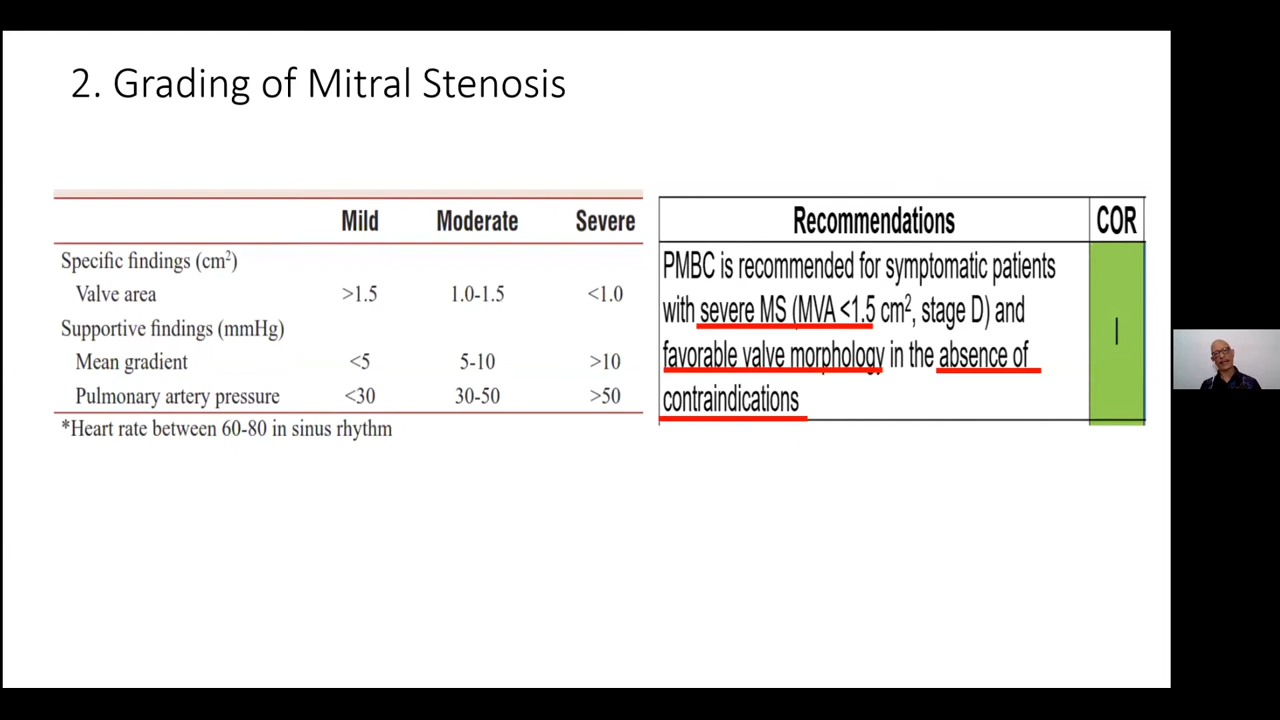 2. Grading of Mitral Stenosis
Mild Moderate Severe
Specific findings (cm²)
Valve area >1.5 1.0-1.5 <1.0
Supportive findings (mmHg)
Mean gradient <5 5-10 >10
Pulmonary artery pressure <30 30-50 >50
*Heart rate between 60-80 in sinus rhythm
Recommendations COR
PMBC is recommended for symptomatic patients
with severe MS (MVA <1.5 cm², stage D) and
favorable valve morphology in the absence of
contraindications
I